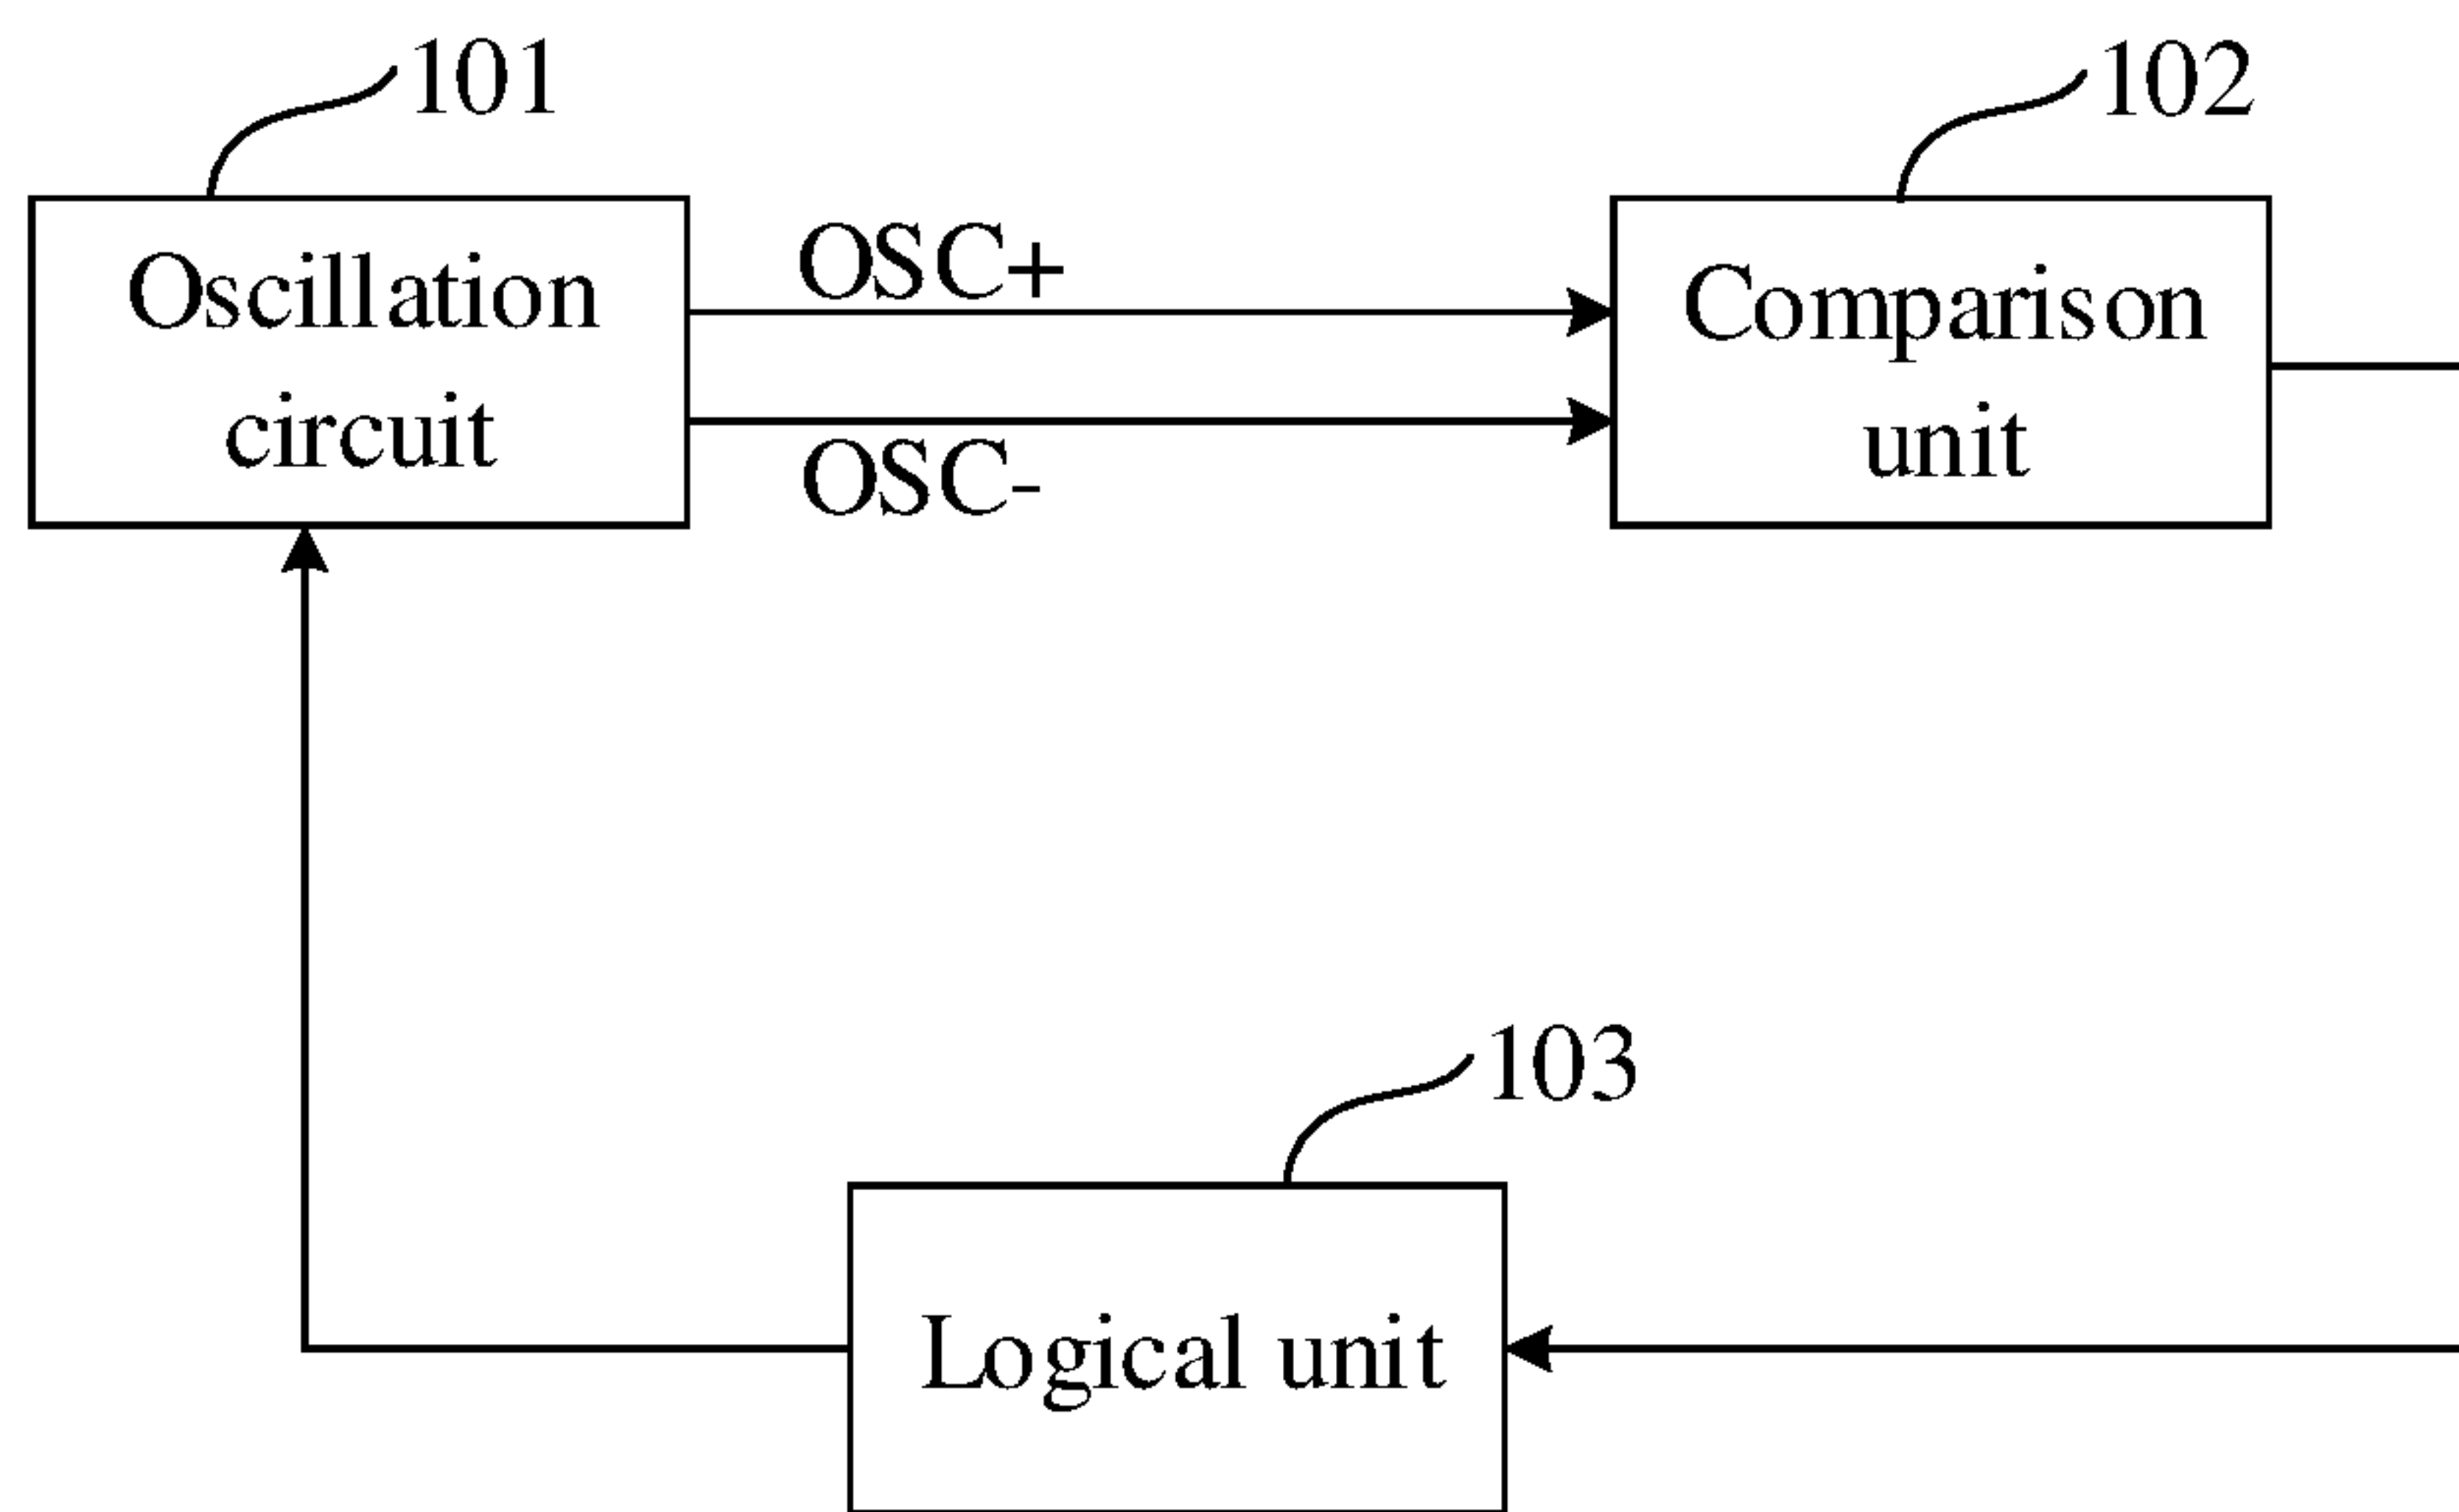 101
102
Oscillation
circuit
OSC+
OSC-
Comparison
unit
103
Logical unit